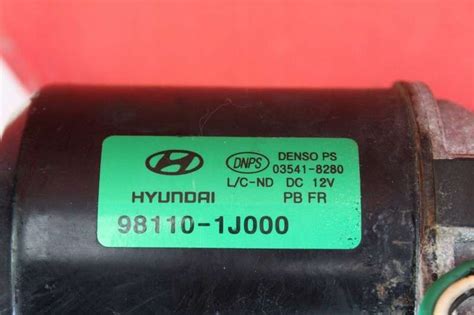 DNPS DENSO PS
03541-8280
L/C-ND DC 12V
HYUNDAI PB FR
98110-1J000